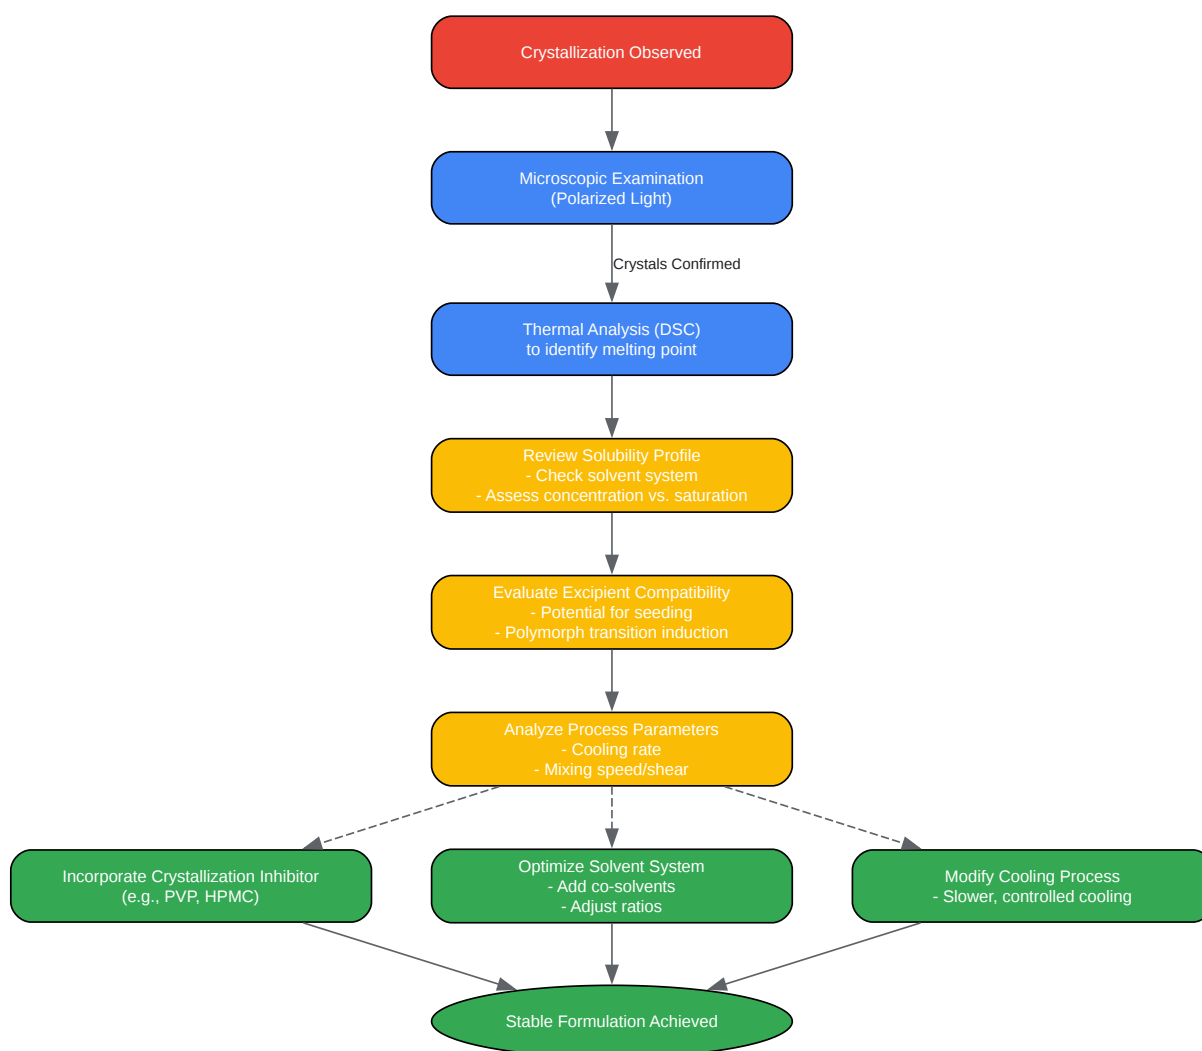 Crystallization Observed
Microscopic Examination
(Polarized Light)
Crystals Confirmed
Thermal Analysis (DSC)
to identify melting point
Review Solubility Profile
- Check solvent system
- Assess concentration vs. saturation
Evaluate Excipient Compatibility
- Potential for seeding
- Polymorph transition induction
Analyze Process Parameters
- Cooling rate
- Mixing speed/shear
Incorporate Crystallization Inhibitor
(e.g., PVP, HPMC)
Optimize Solvent System
- Add co-solvents
- Adjust ratios
Modify Cooling Process
- Slower, controlled cooling
Stable Formulation Achieved